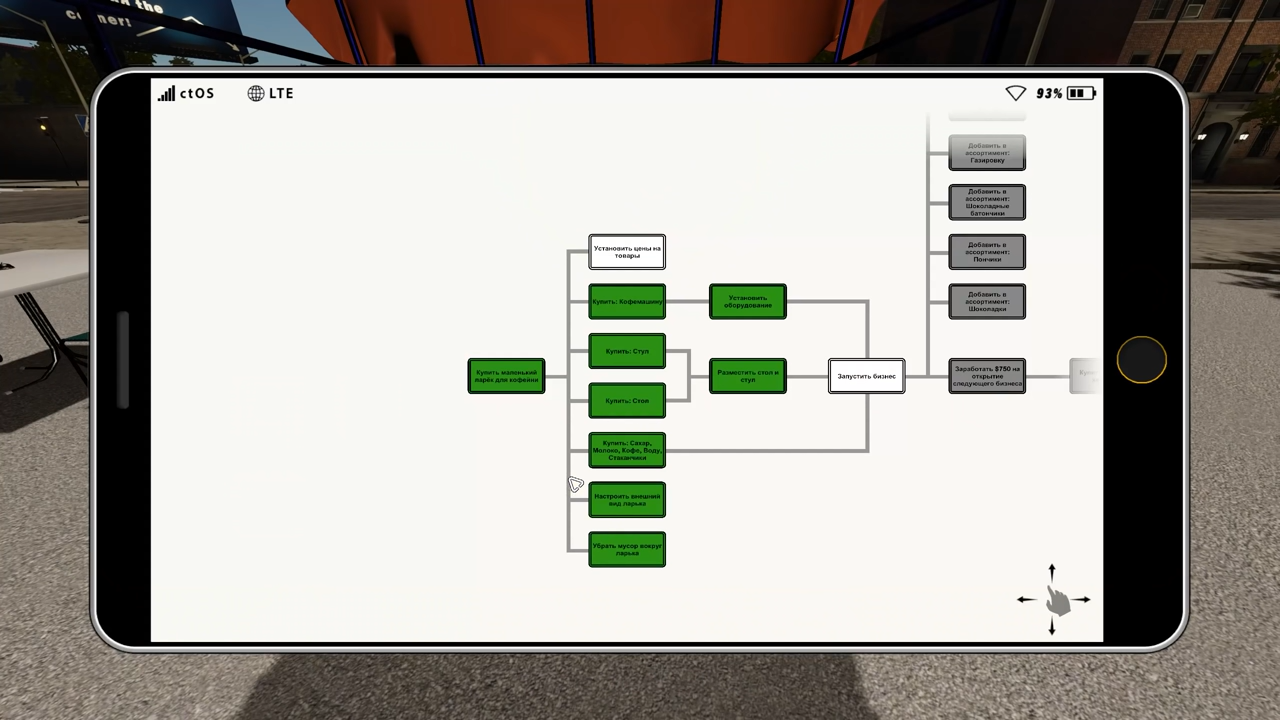 corner!
ctOS
LTE
93%
Добавить в
ассортимент:
Газировку
Добавить в
ассортимент:
Шоколадные
батончики
Установить цены на
товары
Добавить в
ассортимент:
Пончики
Купить: Кофемашину
Установить
оборудование
Добавить в
ассортимент:
Шоколадки
Купить: Стул
Купить маленький
ларёк для кофейни
Разместить стол и
стул
Запустить бизнес
Заработать $750 на
открытие
следующего бизнеса
Купить: Стол
Купить: Сахар,
Молоко, Кофе, Воду,
Стаканчики
Настроить внешний
вид ларька
Убрать мусор вокруг
ларька